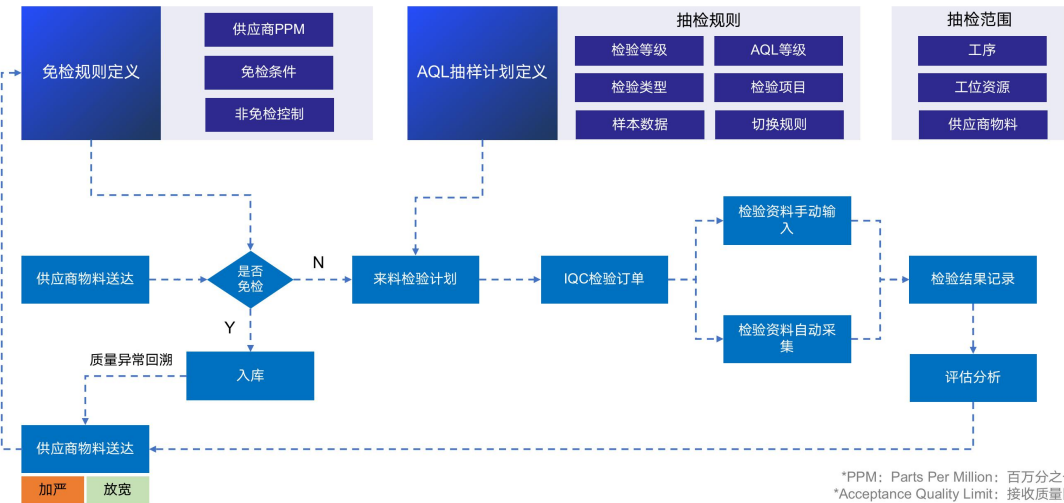 免检规则定义
供应商PPM
免检条件
非免检控制
AQL抽样计划定义
抽检规则
检验等级
AQL等级
检验类型
检验项目
样本数据
切换规则
抽检范围
工序
工位资源
供应商物料
供应商物料送达
是否
免检
N
Y
来料检验计划
IQC检验订单
检验资料手动输
入
检验资料自动采
集
检验结果记录
评估分析
入库
质量异常回溯
供应商物料送达
加严
放宽
*PPM：Parts Per Million：百万分之
*Acceptance Quality Limit：接收质量